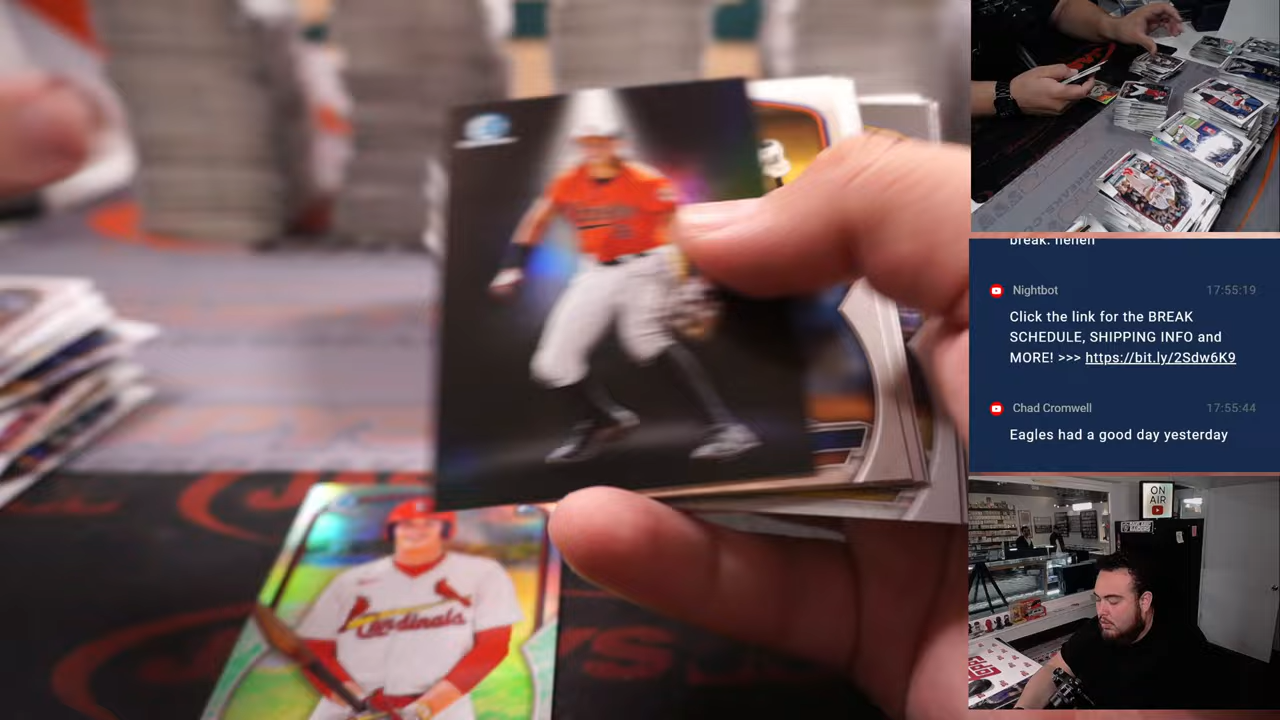 break. heheh
Nightbot
17:55:19
Click the link for the BREAK
SCHEDULE, SHIPPING INFO and
MORE! >>> https://bit.ly/2Sdw6K9
Chad Cromwell
17:55:44
Eagles had a good day yesterday
ON
AIR
Cardinals